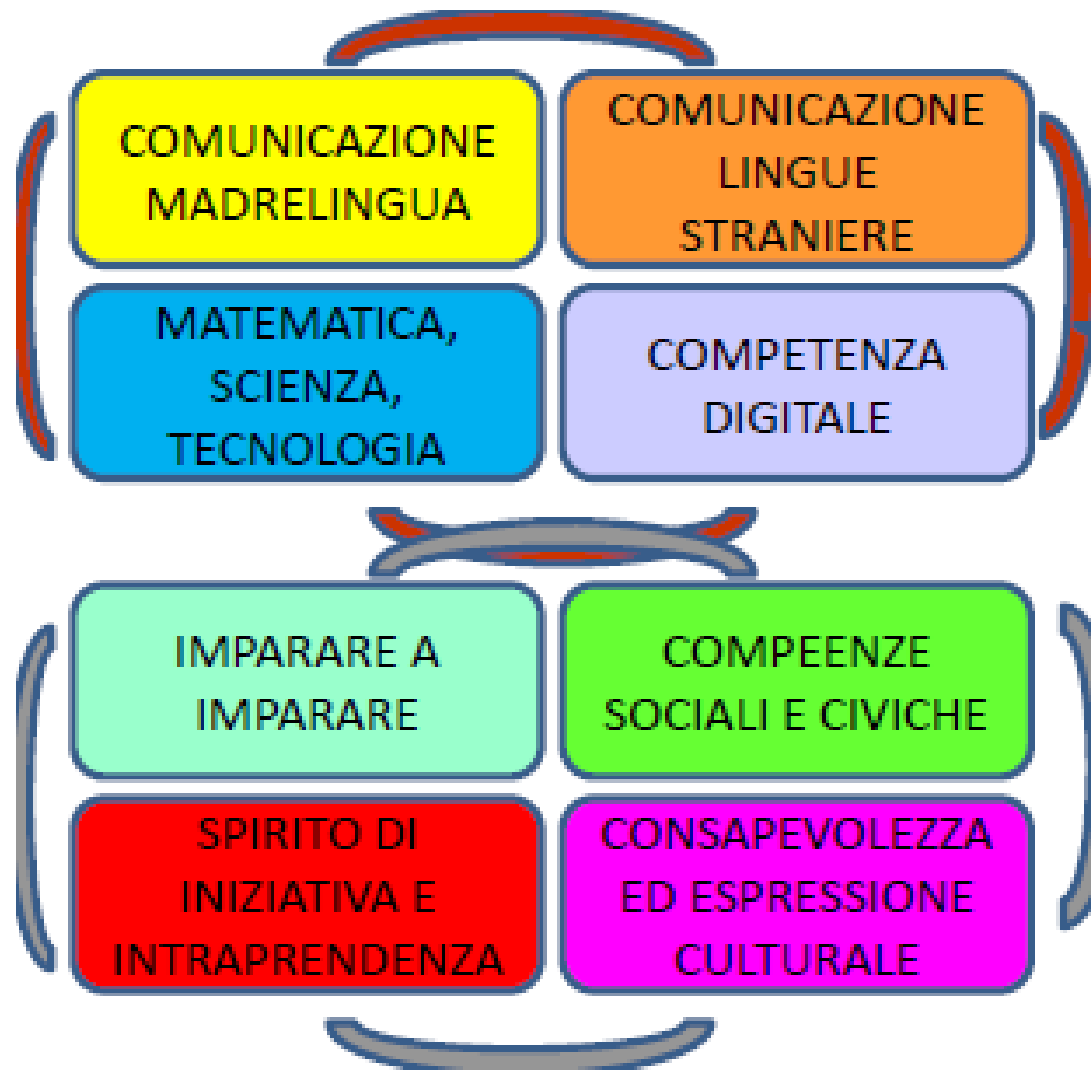 COMUNICAZIONE
MADRELINGUA
COMUNICAZIONE
LINGUE
STRANIERE
MATEMATICA,
SCIENZA,
TECNOLOGIA
COMPETENZA
DIGITALE
IMPARARE A
IMPARARE
COMPEENZE
SOCIALI E CIVICHE
SPIRITO DI
INIZIATIVA E
INTRAPRENDENZA
CONSAPEVOLEZZA
ED ESPRESSIONE
CULTURALE